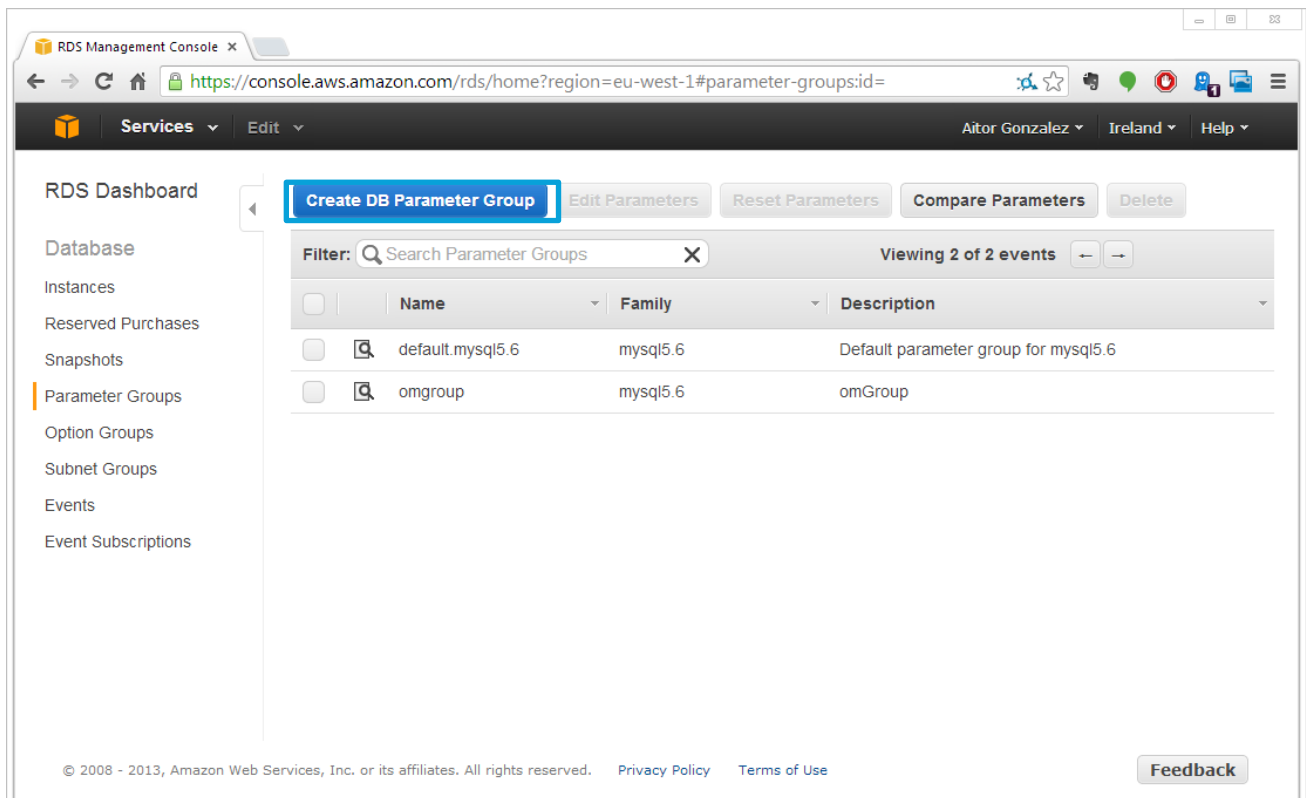 RDS Management Console
https://console.aws.amazon.com/rds/home?region=eu-west-1#parameter-groups:id=
1
Services Edit Aitor Gonzalez Ireland Help
RDS Dashboard
Create DB Parameter Group Edit Parameters Reset Parameters Compare Parameters Delete
Database
Filter: Search Parameter Groups Viewing 2 of 2 events
Instances
Reserved Purchases
Snapshots
Parameter Groups
Option Groups
Subnet Groups
Events
Event Subscriptions
Name Family Description
default.mysql5.6 mysql5.6 Default parameter group for mysql5.6
omgroup mysql5.6 omGroup
© 2008 - 2013, Amazon Web Services, Inc. or its affiliates. All rights reserved. Privacy Policy Terms of Use Feedback